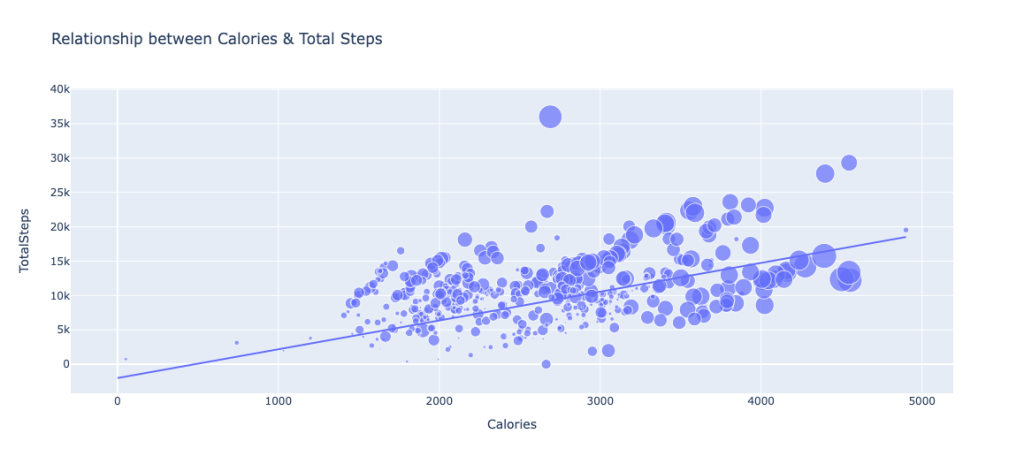 Relationship between Calories & Total Steps
40k
35k
30k
25k
20k
15k
10k
5k
0
TotalSteps
0 1000 2000 3000 4000 5000
Calories